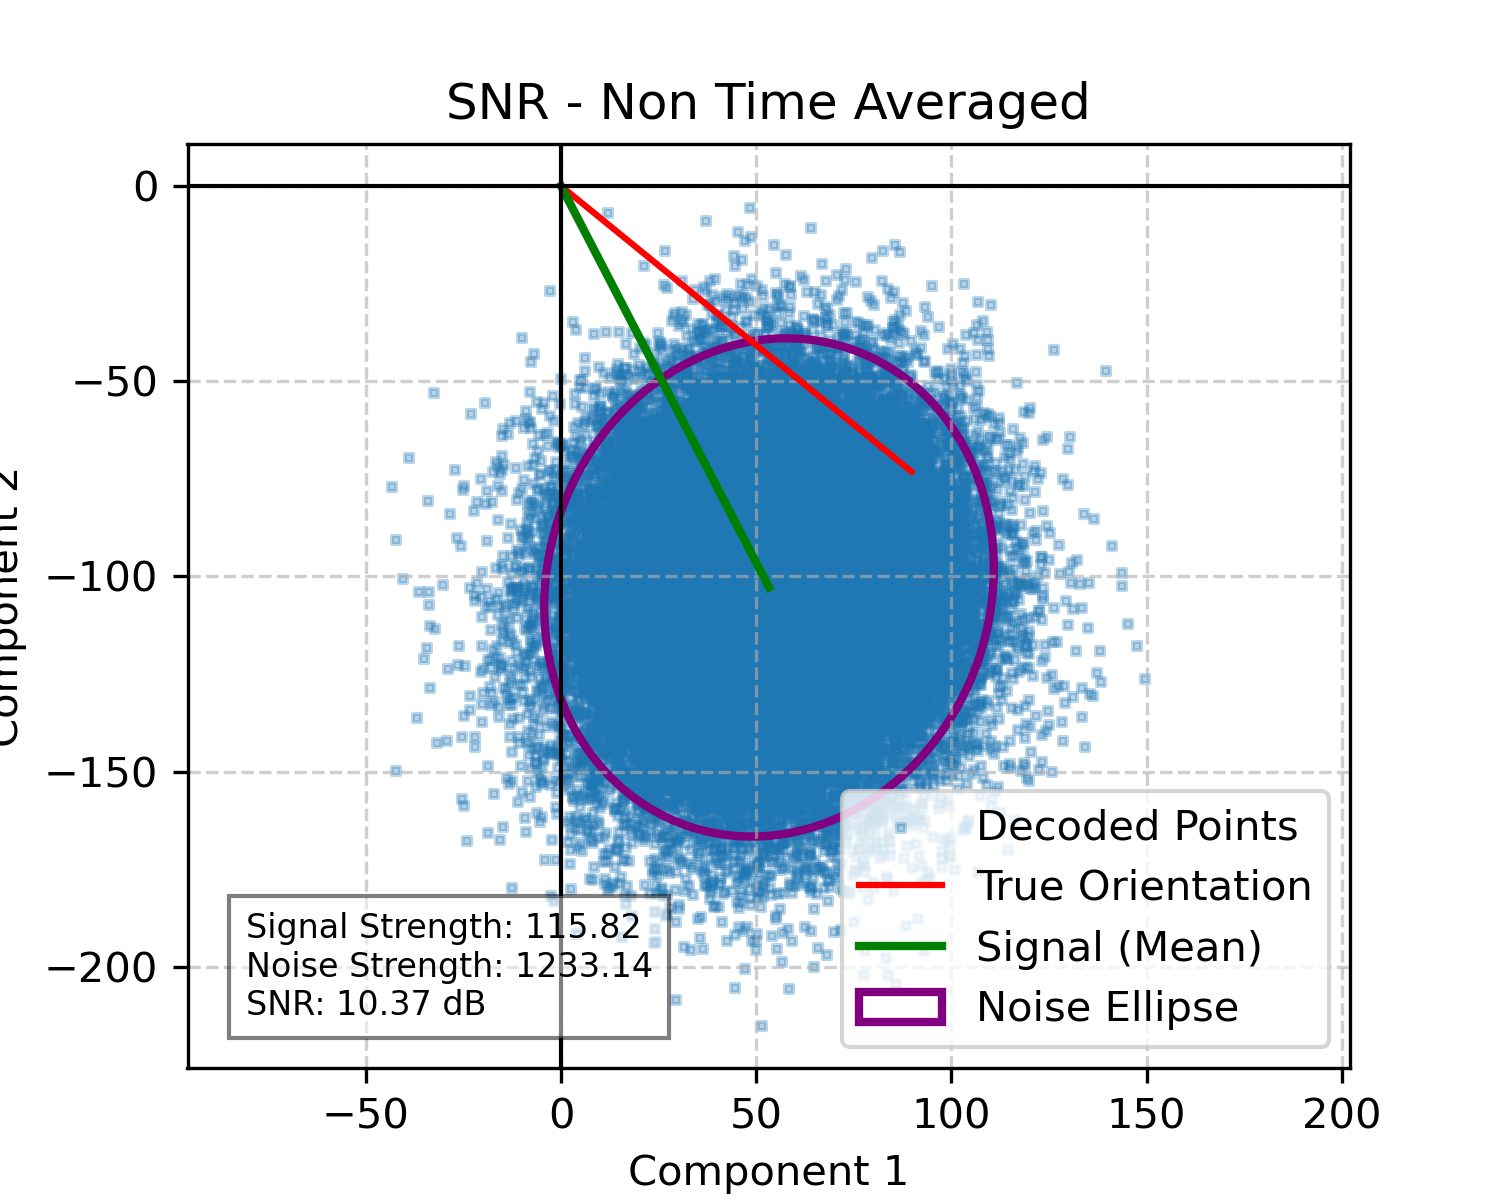 SNR - Non Time Averaged
0
−50
−100
−150
−200
Component 2
Decoded Points
True Orientation
Signal (Mean)
Noise Ellipse
Signal Strength: 115.82
Noise Strength: 1233.14
SNR: 10.37 dB
−50
0
50
100
150
200
Component 1